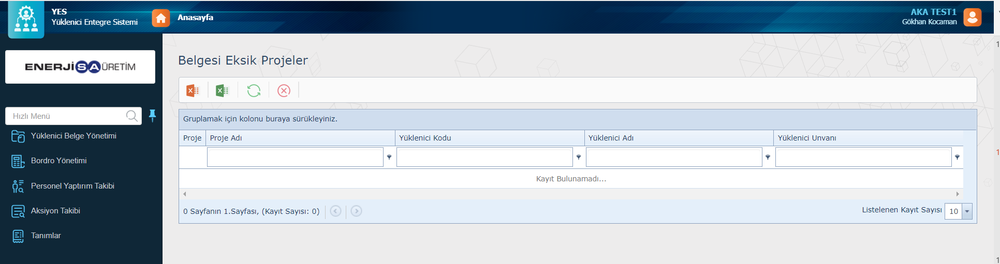 YES
Yüklenici Entegre Sistemi
Anasayfa
AKA TEST1
Gökhan Kocaman
ENERJİSA ÜRETİM
Hızlı Menü
Yüklenici Belge Yönetimi
Bordro Yönetimi
Personel Yaptırım Takibi
Aksiyon Takibi
Tanımlar
Belgesi Eksik Projeler
Gruplamak için kolonu buraya sürükleyiniz.
Proje Proje Adı Yüklenici Kodu Yüklenici Adı Yüklenici Unvanı
Kayıt Bulunamadı...
0 Sayfanın 1.Sayfası, (Kayıt Sayısı: 0)
Listelenen Kayıt Sayısı 10